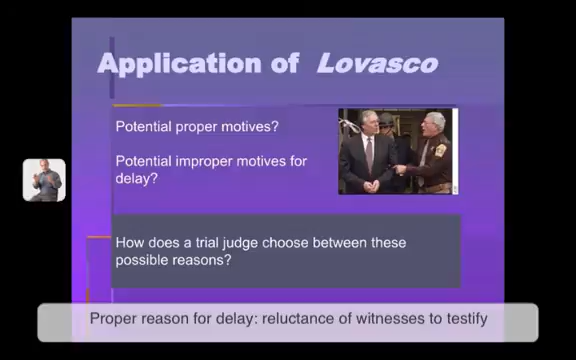 Application of Lovasco
Potential proper motives?
Potential improper motives for
delay?
How does a trial judge choose between these
possible reasons?
Proper reason for delay: reluctance of witnesses to testify